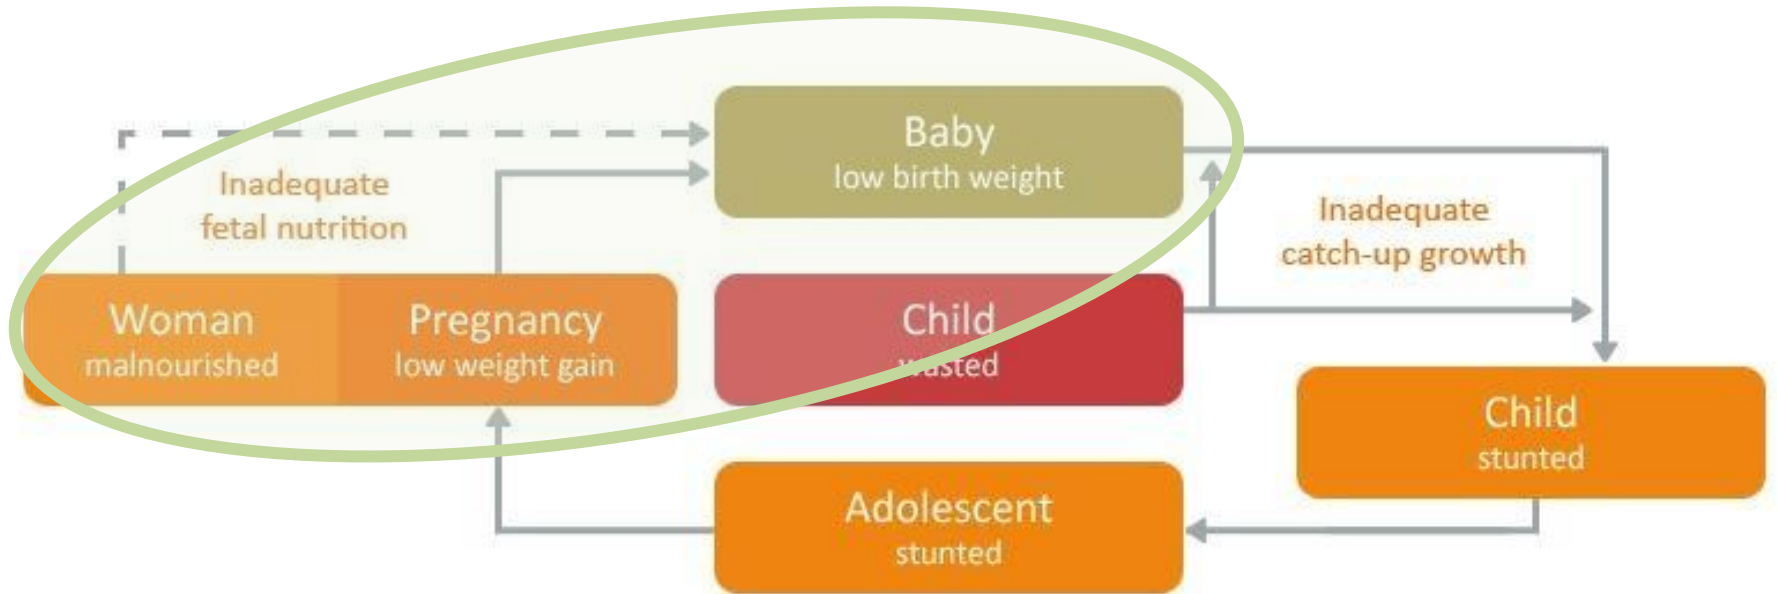 Baby
low birth weight
Inadequate
fetal nutrition
Inadequate
catch-up growth
Woman
malnourished
Pregnancy
low weight gain
Child
wasted
Child
stunted
Adolescent
stunted